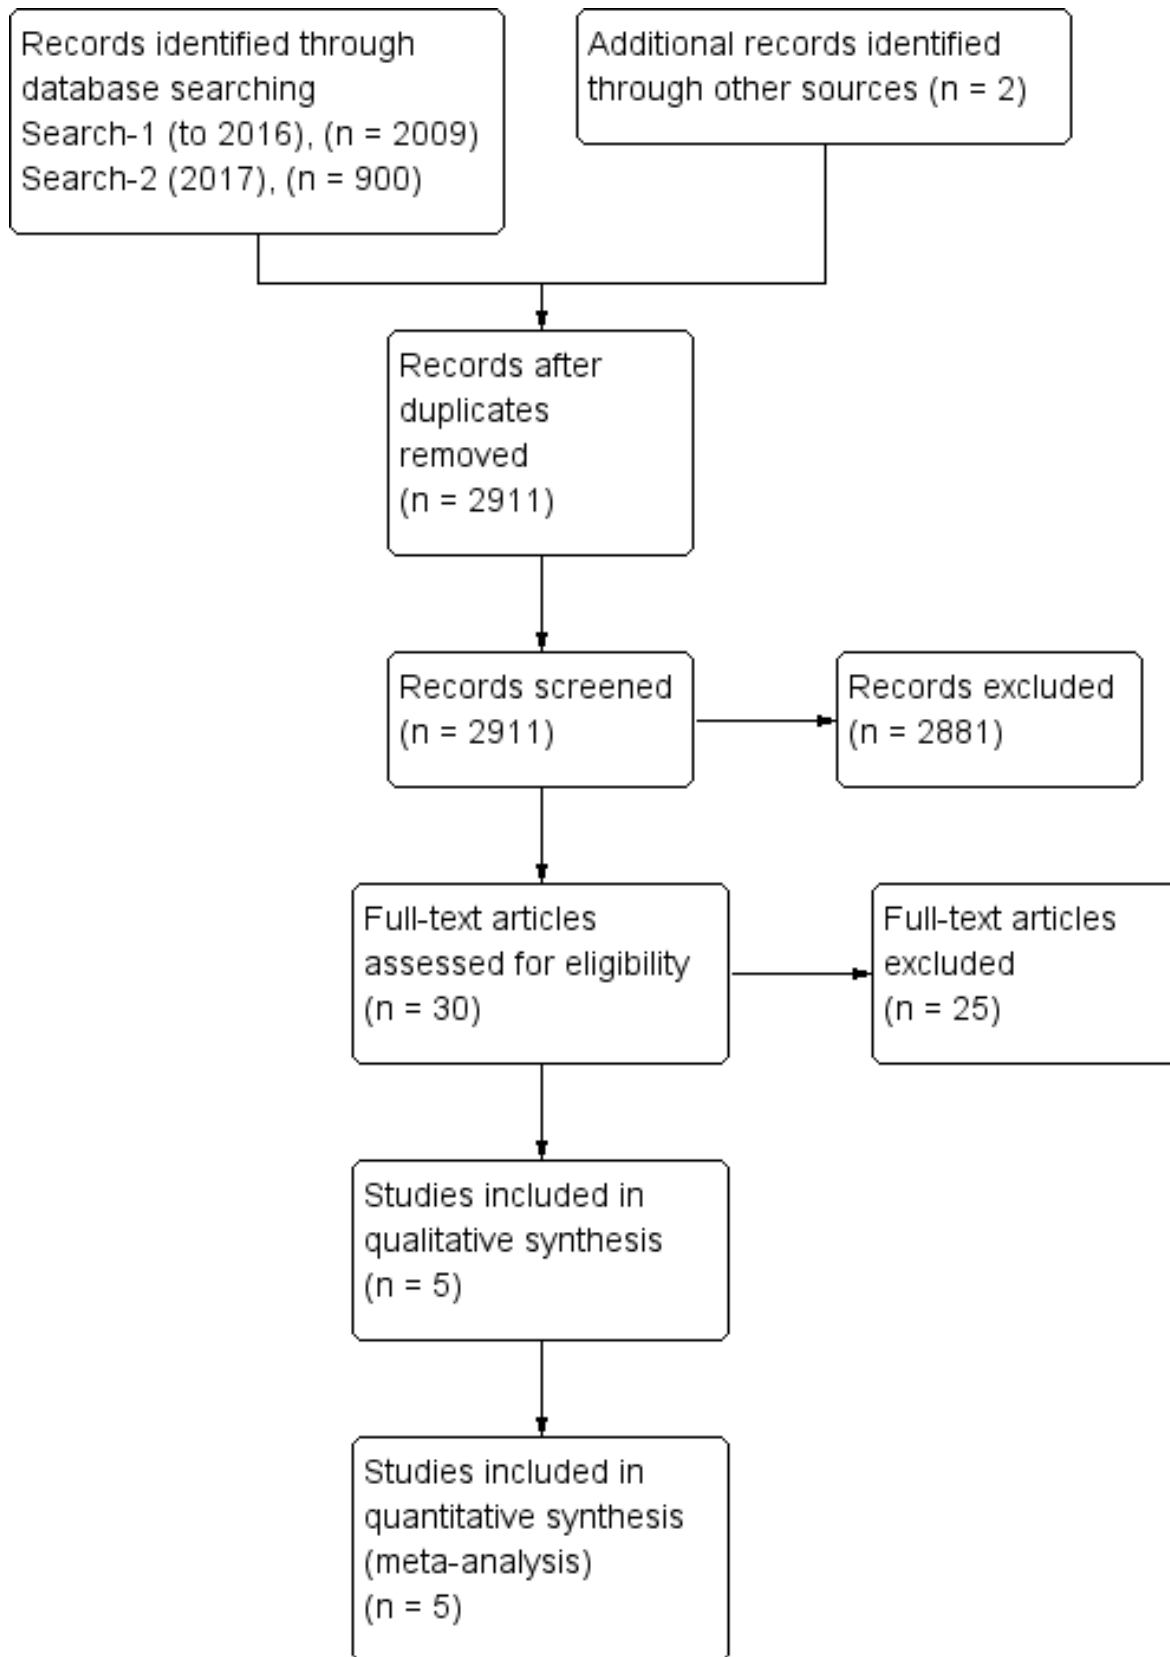 Records identified through
database searching
Search-1 (to 2016), (n = 2009)
Search-2 (2017), (n = 900)
Additional records identified
through other sources (n = 2)
Records after
duplicates
removed
(n = 2911)
Records screened
(n = 2911)
Records excluded
(n = 2881)
Full-text articles
assessed for eligibility
(n = 30)
Full-text articles
excluded
(n = 25)
Studies included in
qualitative synthesis
(n = 5)
Studies included in
quantitative synthesis
(meta-analysis)
(n = 5)